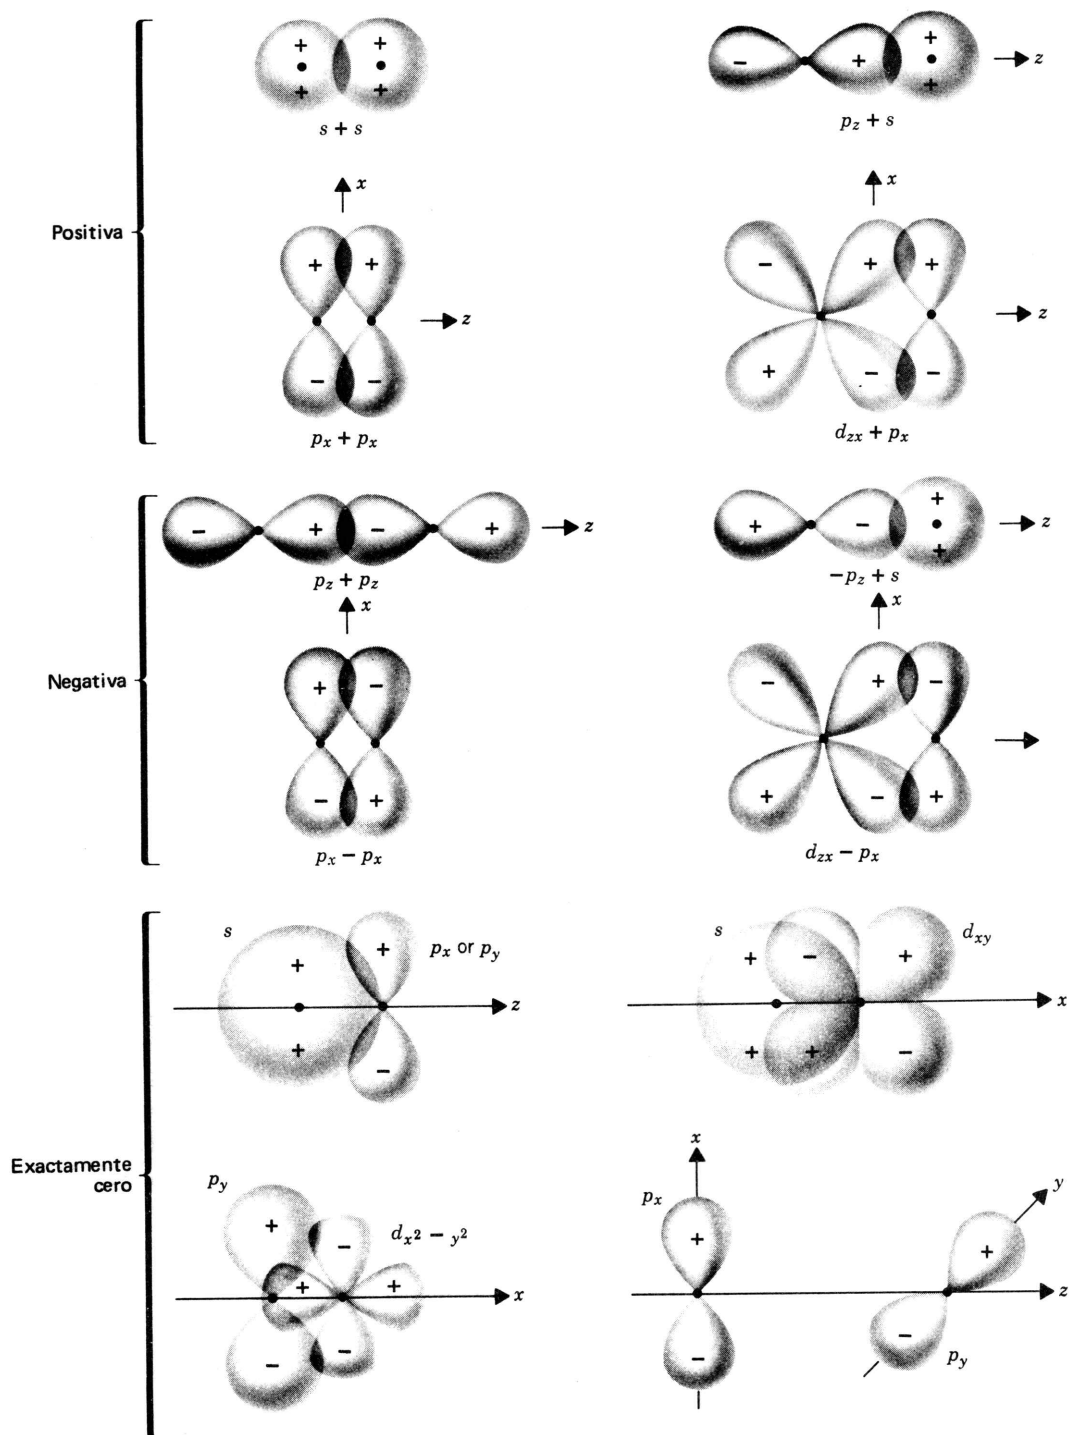 Positiva
+ + + +
s + s
− + + +
z
p_z + s
x
+ +
− −
z
p_x + p_x
x
− + +
+ − −
z
d_zx + p_x
Negativa
− + − +
z
p_z + p_z
+ − + +
z
−p_z + s
x
+ −
− +
p_x − p_x
x
− + −
+ − +
d_zx − p_x
Exactamente
cero
s
p_x or p_y
+ +
+ −
z
s
d_xy
+ − +
+ + −
x
p_y
d_x² − y²
+ −
+ +
− −
x
x
p_x
+
−
y
+
z
−
p_y